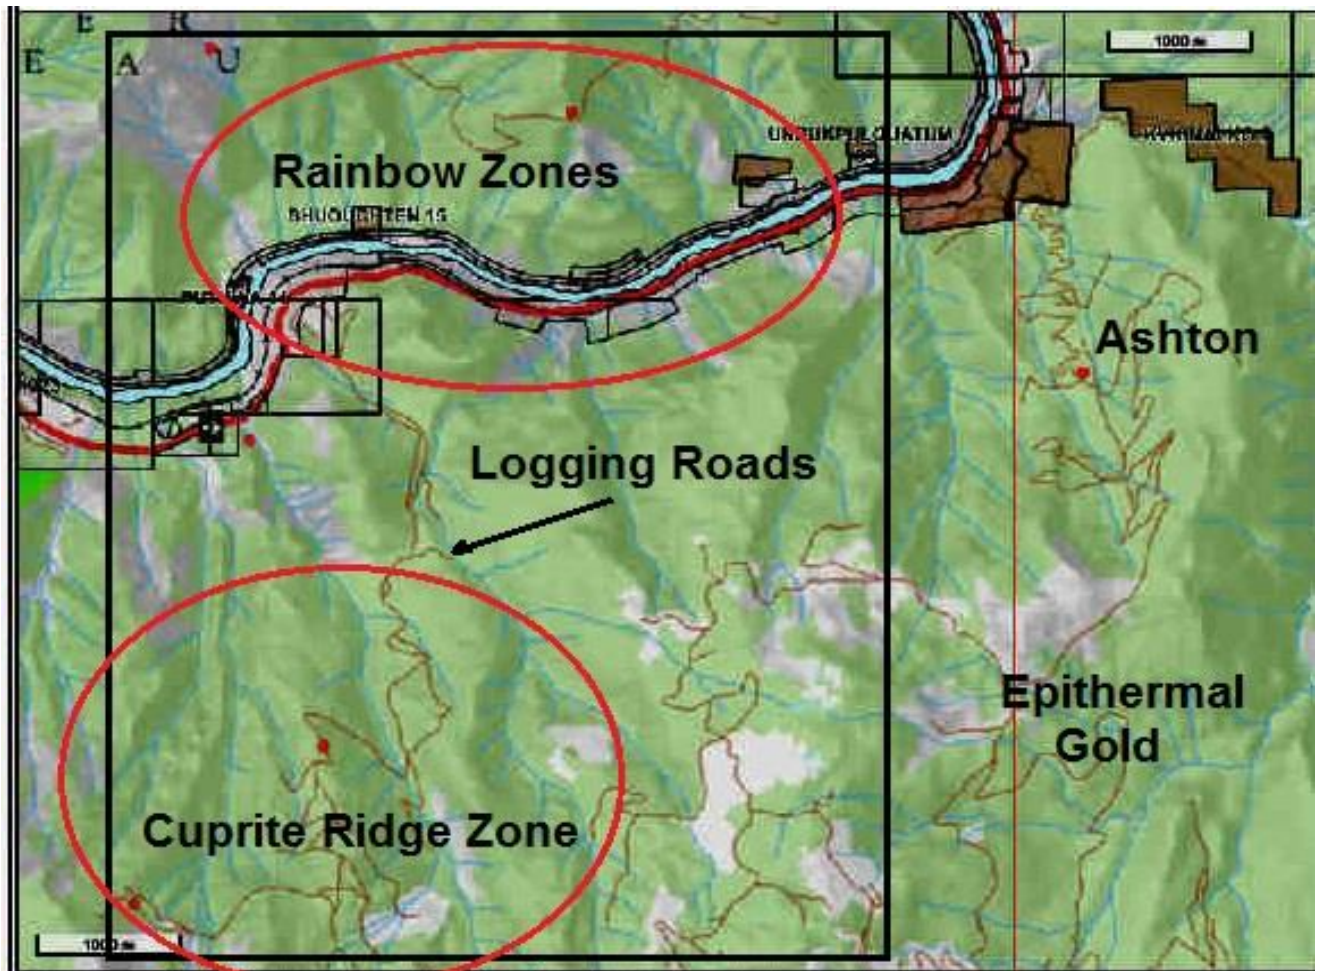 E R
E A U
1000 m
Rainbow Zones
Ashton
Logging Roads
Epithermal
Gold
Cuprite Ridge Zone
1000 m